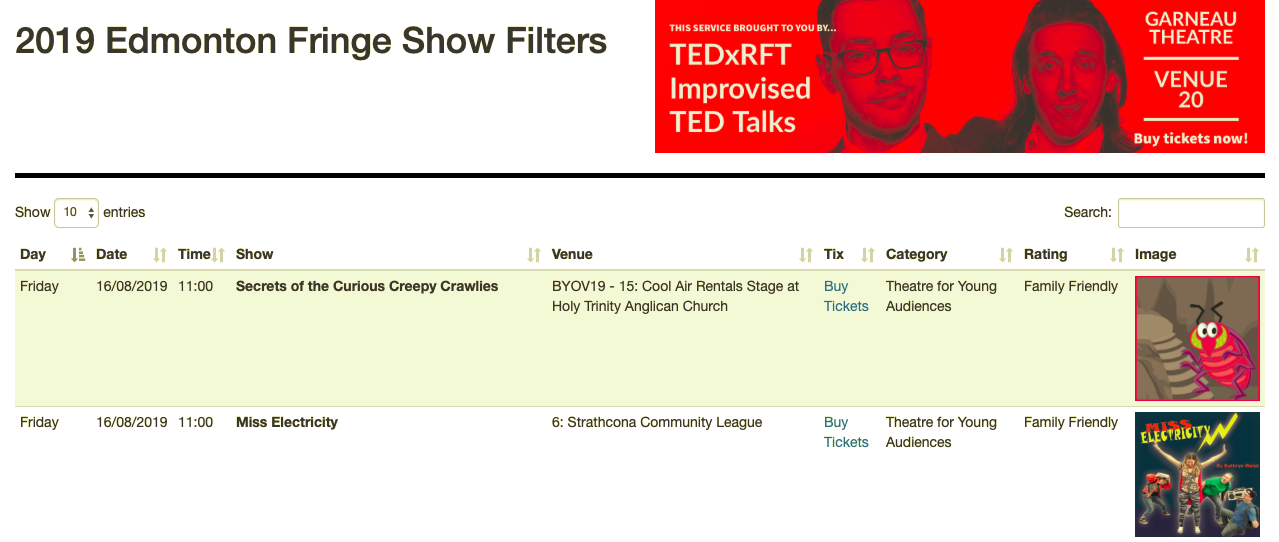 2019 Edmonton Fringe Show Filters
THIS SERVICE BROUGHT TO YOU BY...
TEDxRFT
Improvised
TED Talks
GARNEAU
THEATRE
VENUE
20
Buy tickets now!
Show 10 entries
Search:
Day Date Time Show Venue Tix Category Rating Image
Friday 16/08/2019 11:00 Secrets of the Curious Creepy Crawlies BYOV19 - 15: Cool Air Rentals Stage at Buy Theatre for Young Family Friendly
Holy Trinity Anglican Church Tickets Audiences
Friday 16/08/2019 11:00 Miss Electricity 6: Strathcona Community League Buy Theatre for Young Family Friendly
Tickets Audiences
MISS
ELECTRICITY